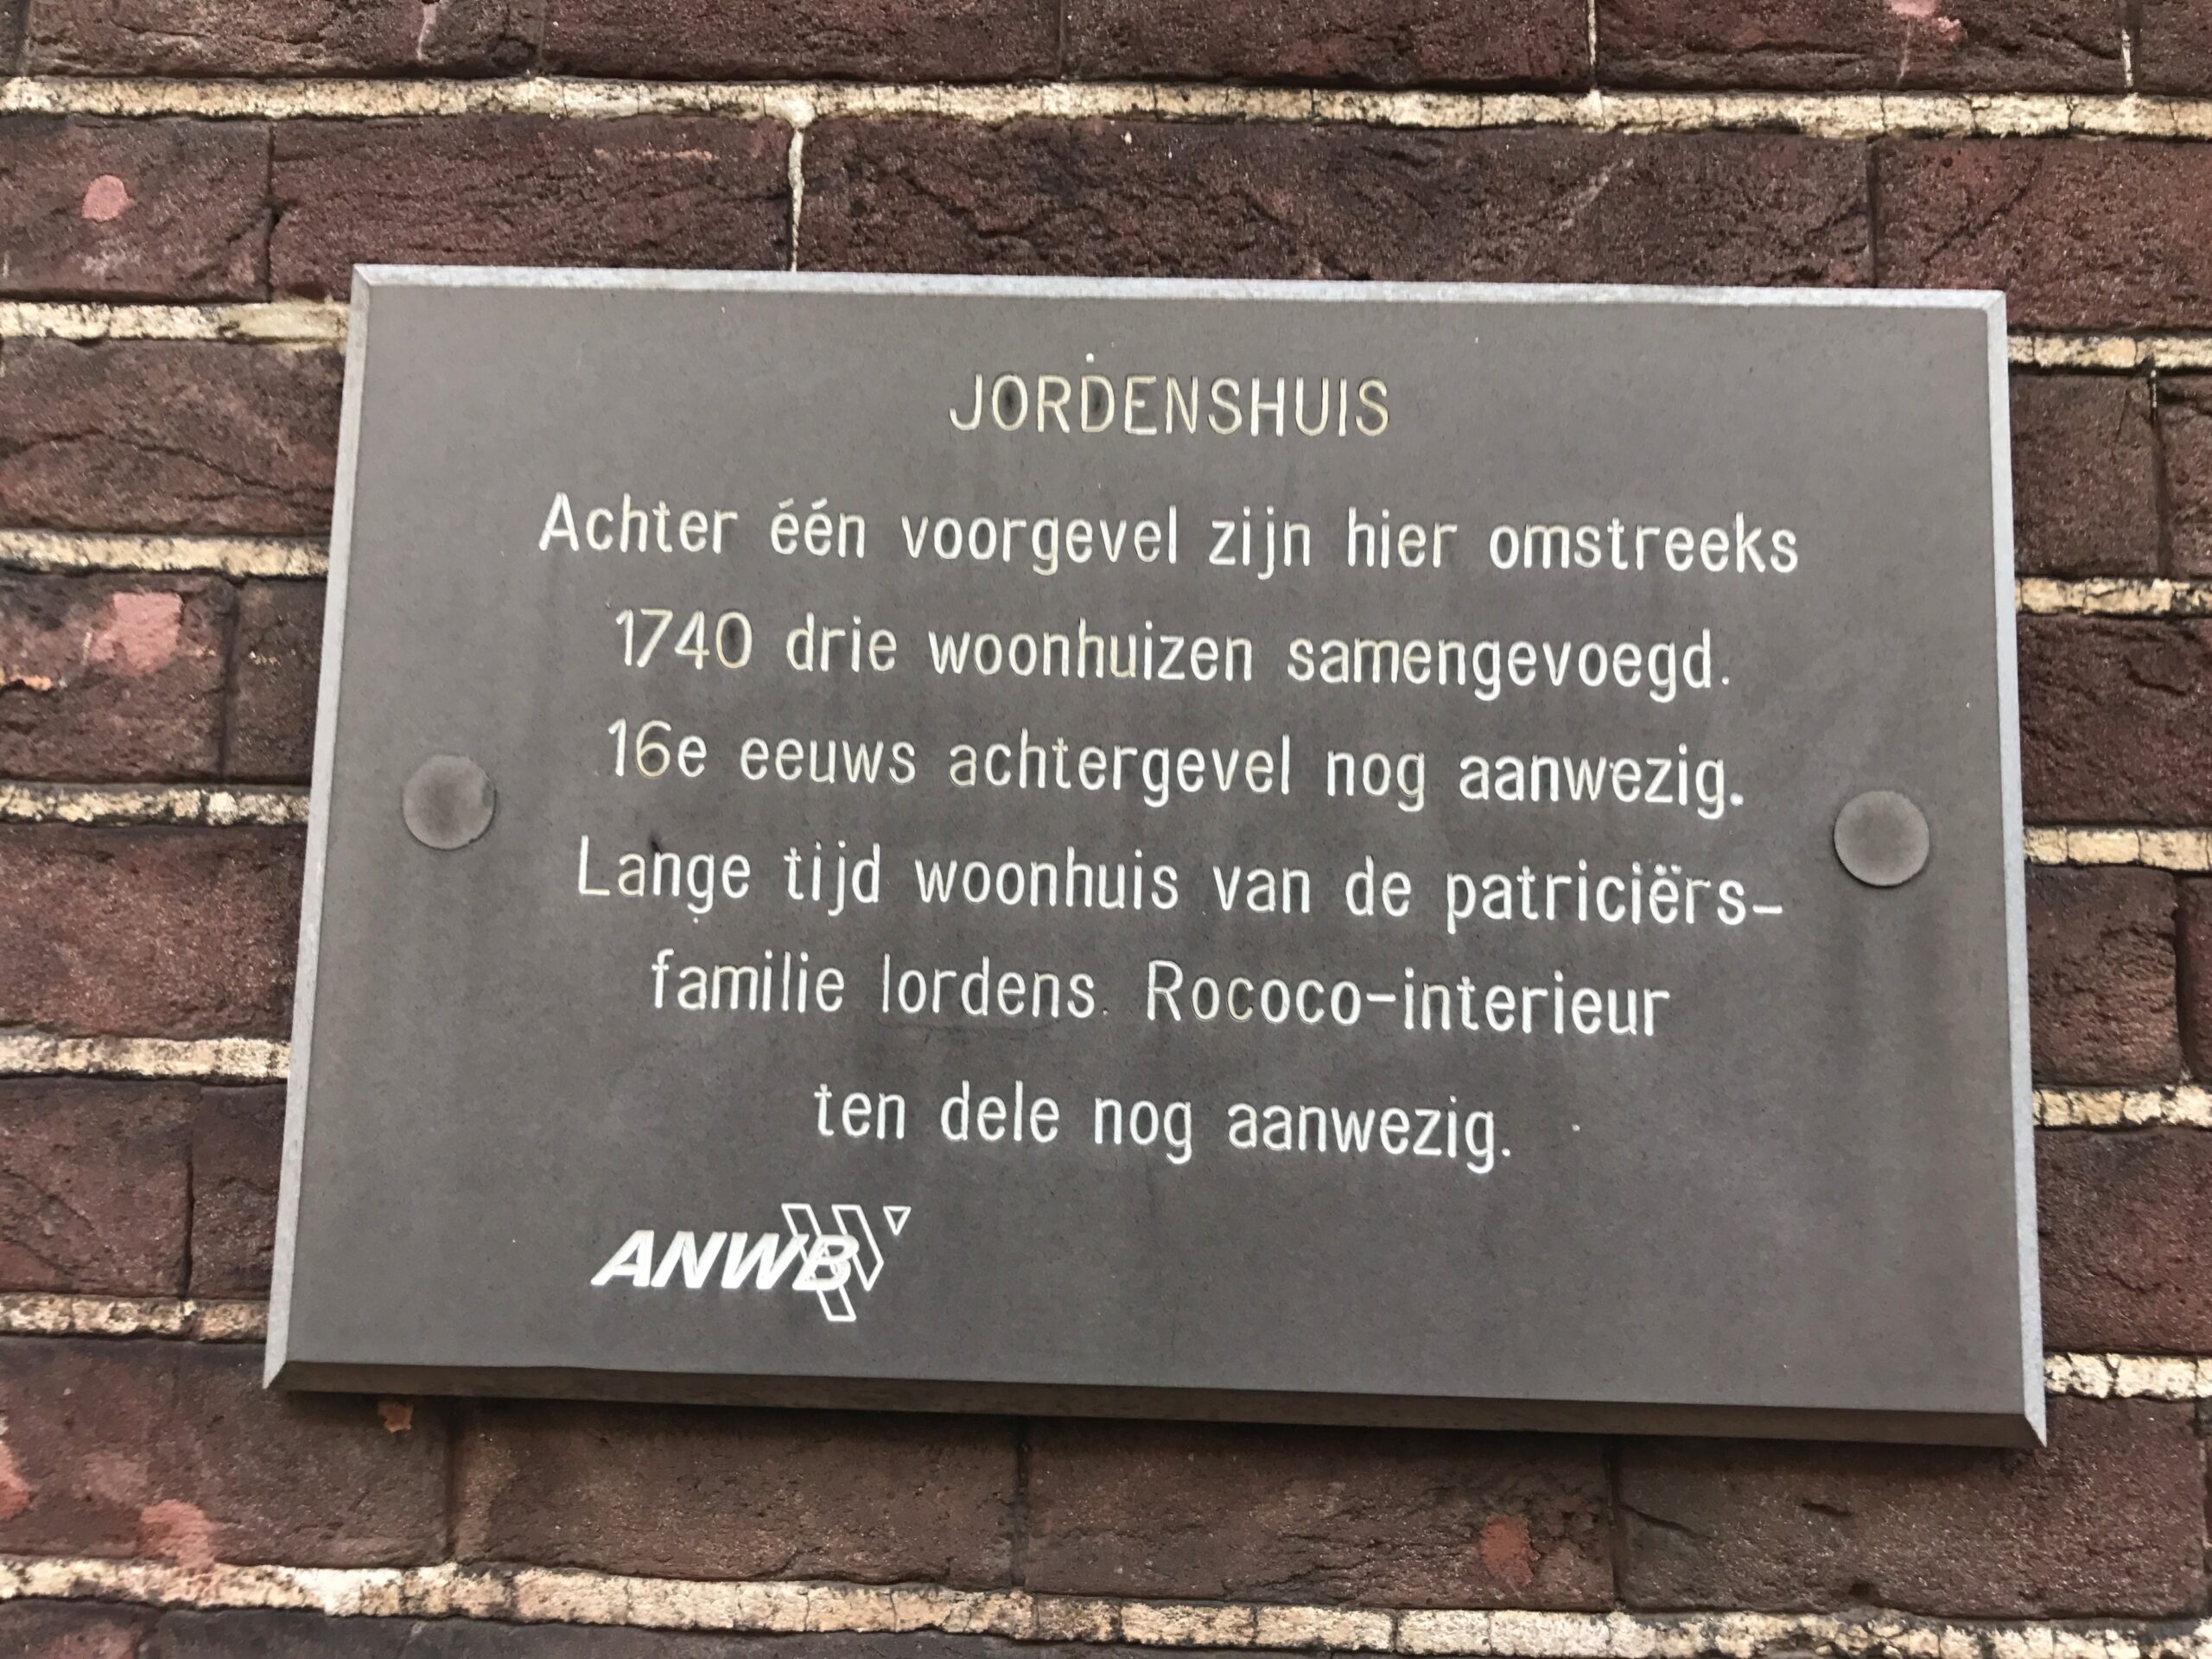 JORDENSHUIS
Achter één voorgevel zijn hier omstreeks
1740 drie woonhuizen samengevoegd.
16e eeuws achtergevel nog aanwezig.
Lange tijd woonhuis van de patriciërs-
familie Iordens. Rococo-interieur
ten dele nog aanwezig.
ANWB